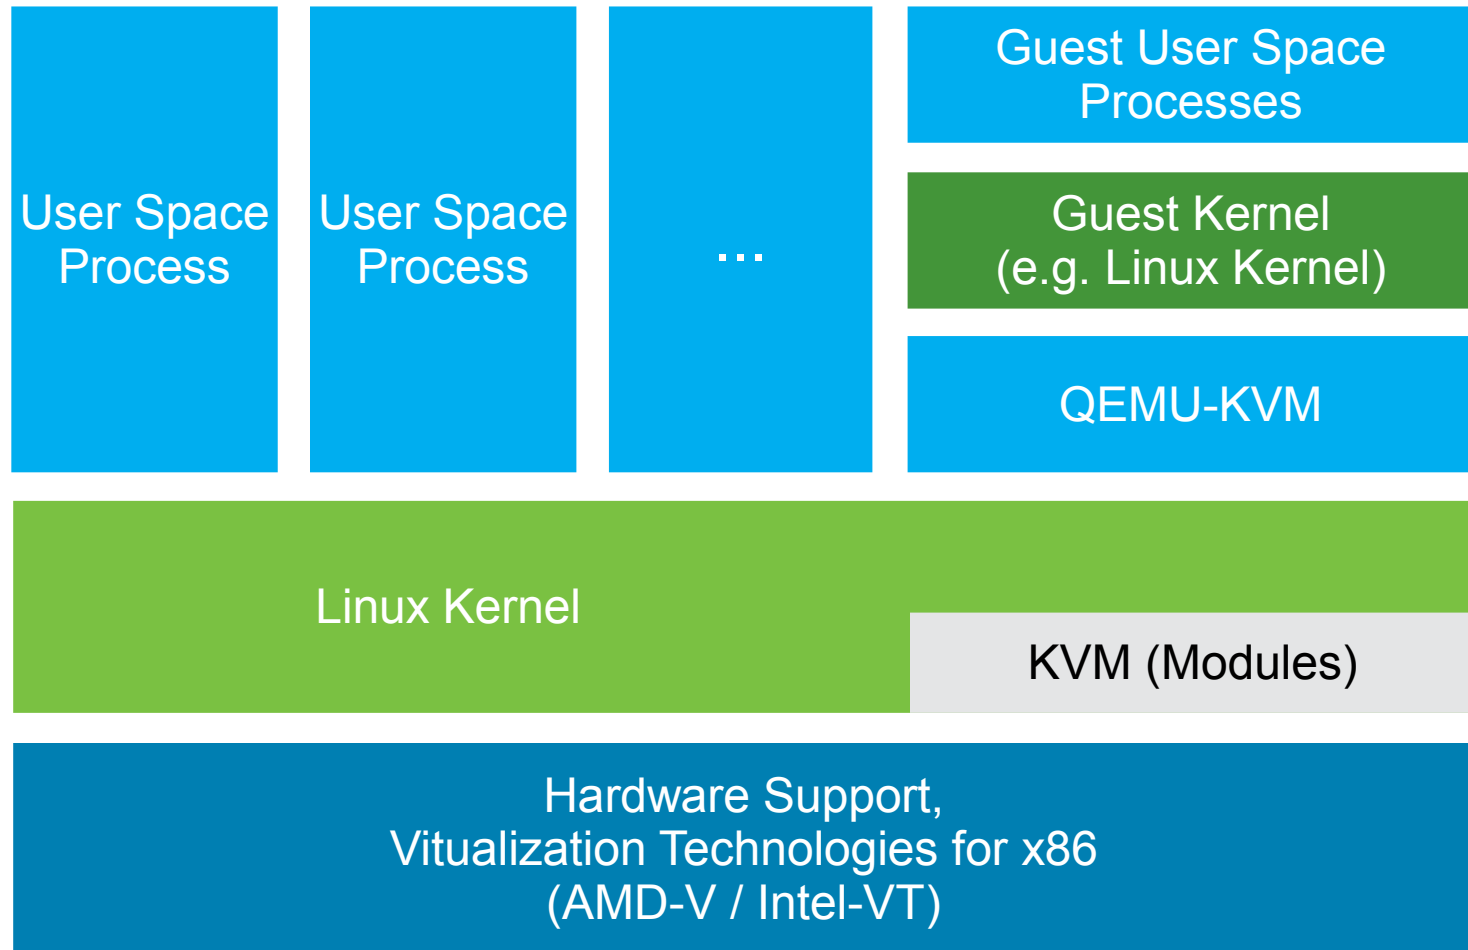 User Space
Process
User Space
Process
...
Guest User Space
Processes
Guest Kernel
(e.g. Linux Kernel)
QEMU-KVM
Linux Kernel
KVM (Modules)
Hardware Support,
Vitualization Technologies for x86
(AMD-V / Intel-VT)